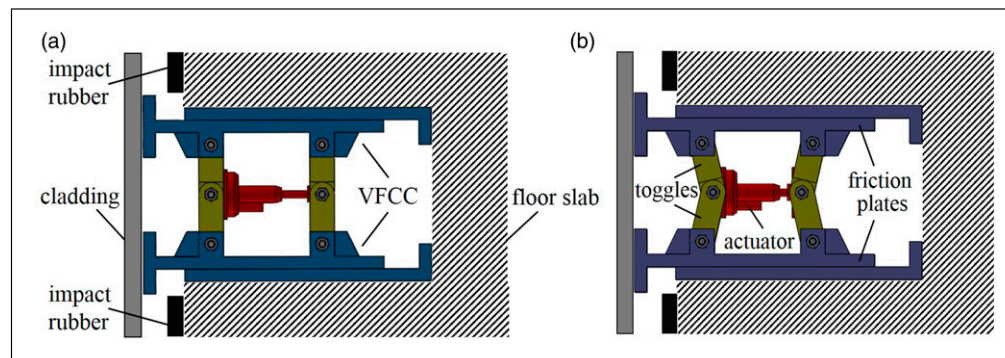 (a)
impact
rubber
cladding
VFCC
floor slab
impact
rubber
(b)
toggles
actuator
friction
plates